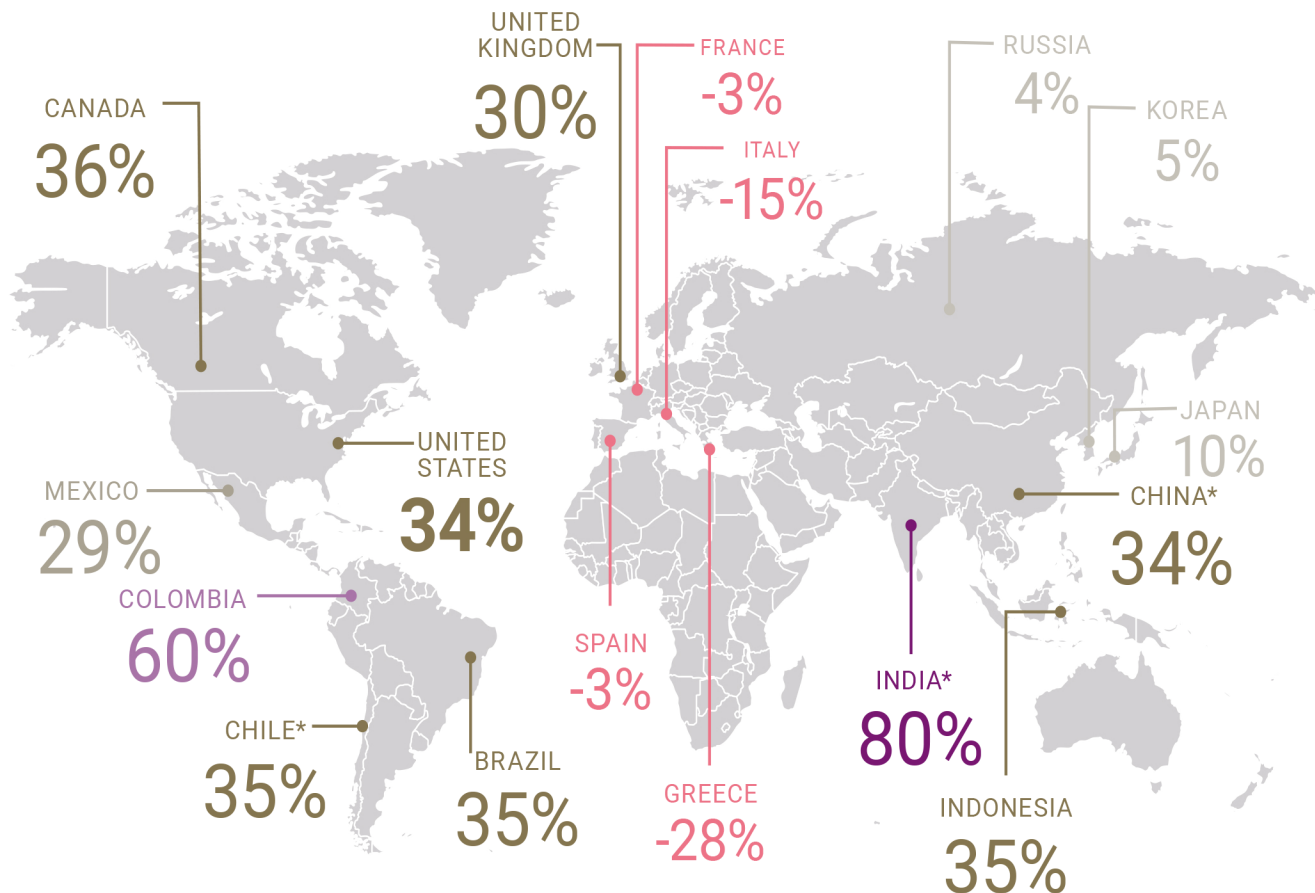 UNITED
KINGDOM
30%
FRANCE
-3%
RUSSIA
4%
CANADA
36%
KOREA
5%
ITALY
-15%
JAPAN
10%
UNITED
STATES
34%
MEXICO
29%
CHINA*
34%
COLOMBIA
60%
SPAIN
-3%
INDIA*
80%
CHILE*
35%
BRAZIL
35%
GREECE
-28%
INDONESIA
35%